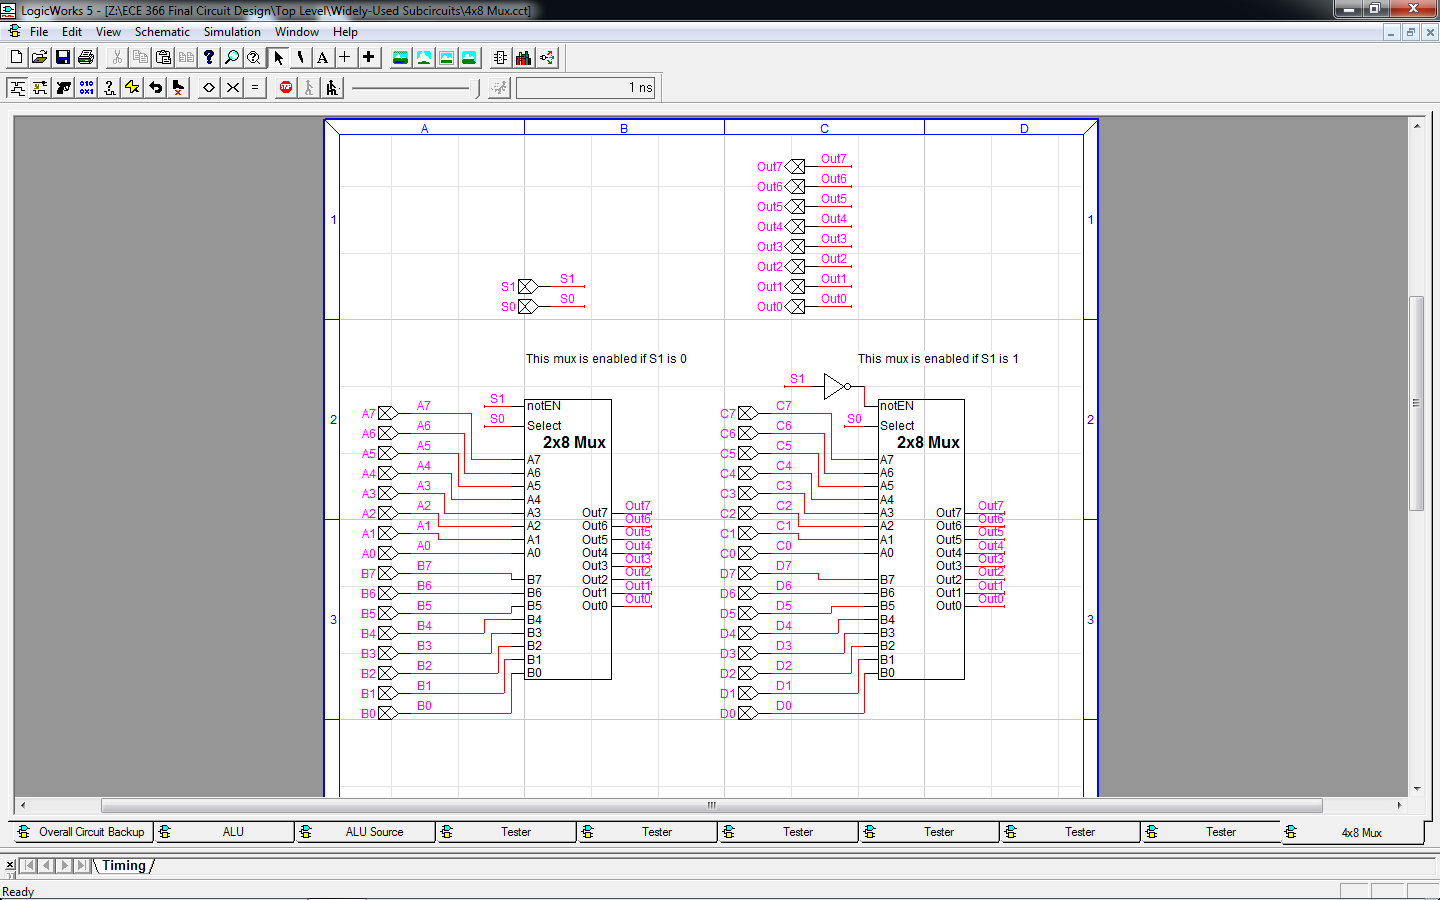 LogicWorks 5 - [Z:\ECE 366 Final Circuit Design\Top Level\Widely-Used Subcircuits\4x8 Mux.cct]
File Edit View Schematic Simulation Window Help
1 ns
A B C D
Out7 Out7
Out6 Out6
Out5 Out5
1 1
Out4 Out4
Out3 Out3
Out2 Out2
S1 S1 Out1 Out1
S0 S0 Out0 Out0
This mux is enabled if S1 is 0
This mux is enabled if S1 is 1
2 2
S1 notEN
S0 Select
2x8 Mux
A7 A7 A7
A6 A6 A6
A5 A5 A5
A4 A4 A4
A3 A3 A3
A2 A2 A2
A1 A1 A1
A0 A0 A0
B7 B7 B7
B6 B6 B6
B5 B5 B5
B4 B4 B4
B3 B3 B3
B2 B2 B2
B1 B1 B1
B0 B0 B0
Out7 Out7
Out6 Out6
Out5 Out5
Out4 Out4
Out3 Out3
Out2 Out2
Out1 Out1
Out0 Out0
S1 notEN
S0 Select
2x8 Mux
C7 C7 A7
C6 C6 A6
C5 C5 A5
C4 C4 A4
C3 C3 A3
C2 C2 A2
C1 C1 A1
C0 C0 A0
D7 D7 B7
D6 D6 B6
D5 D5 B5
D4 D4 B4
D3 D3 B3
D2 D2 B2
D1 D1 B1
D0 D0 B0
Out7 Out7
Out6 Out6
Out5 Out5
Out4 Out4
Out3 Out3
Out2 Out2
Out1 Out1
Out0 Out0
3 3
Overall Circuit Backup ALU ALU Source Tester Tester Tester Tester Tester Tester 4x8 Mux
Timing
Ready